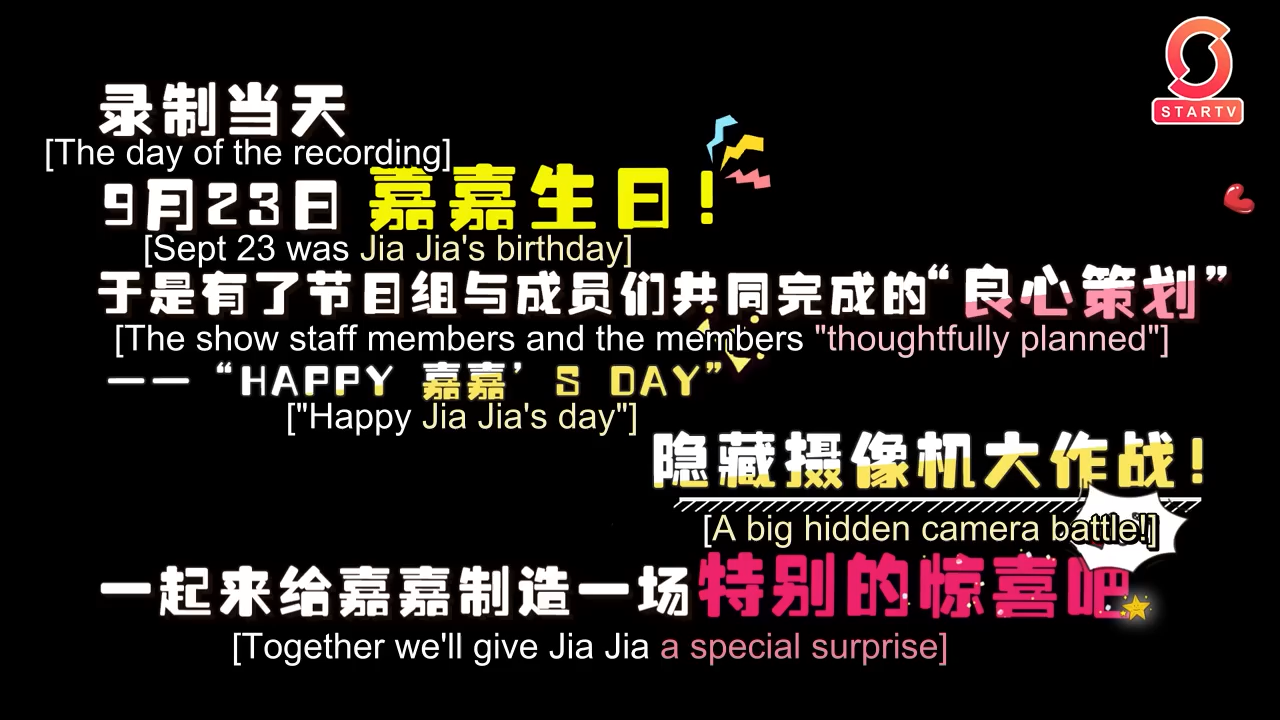 STARTV
录制当天
[The day of the recording]
9月23日 嘉嘉生日!
[Sept 23 was Jia Jia's birthday]
于是有了节目组与成员们共同完成的“良心策划”
[The show staff members and the members "thoughtfully planned"]
——“HAPPY 嘉嘉’S DAY”
["Happy Jia Jia's day"]
隐藏摄像机大作战!
[A big hidden camera battle!]
一起来给嘉嘉制造一场特别的惊喜吧
[Together we'll give Jia Jia a special surprise]